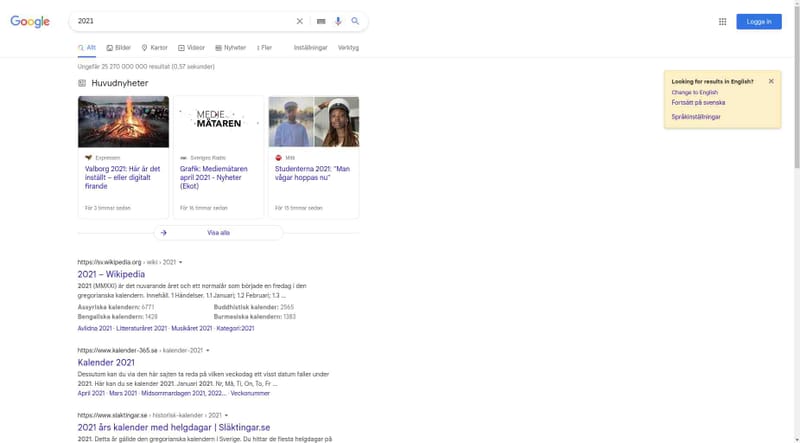 Google
2021
Logga in
Allt Bilder Kartor Videor Nyheter Fler Inställningar Verktyg
Ungefär 25 270 000 000 resultat (0,57 sekunder)
Huvudnyheter
MEDIE
MÄTAREN
Expressen
Valborg 2021: Här är det
inställt – eller digitalt
firande
För 3 timmar sedan
Sveriges Radio
Grafik: Mediemätaren
april 2021 - Nyheter
(Ekot)
För 16 timmar sedan
Mitti
Studenterna 2021: "Man
vågar hoppas nu"
För 15 timmar sedan
Visa alla
Looking for results in English?
Change to English
Fortsätt på svenska
Språkinställningar
https://sv.wikipedia.org › wiki › 2021
2021 – Wikipedia
2021 (MMXXI) är det nuvarande året och ett normalår som började en fredag i den
gregorianska kalendern. Innehåll. 1 Händelser. 1.1 Januari; 1.2 Februari; 1.3 ...
Assyriska kalendern: 6771 Buddhistisk kalender: 2565
Bengaliska kalendern: 1428 Burmesiska kalendern: 1383
Avlidna 2021 · Litteraturåret 2021 · Musikåret 2021 · Kategori:2021
https://www.kalender-365.se › kalender-2021
Kalender 2021
Dessutom kan du via den här sajten ta reda på vilken veckodag ett visst datum faller under
2021. Här kan du se kalender 2021. Januari 2021. Nr, Må, Ti, On, To, Fr ...
April 2021 · Mars 2021 · Midsommardagen 2021, 2022... · Veckonummer
https://www.slaktingar.se › historisk-kalender › 2021
2021 års kalender med helgdagar | Släktingar.se
2021. Detta år gällde den gregorianska kalendern i Sverige. Du hittar de flesta helgdagar på